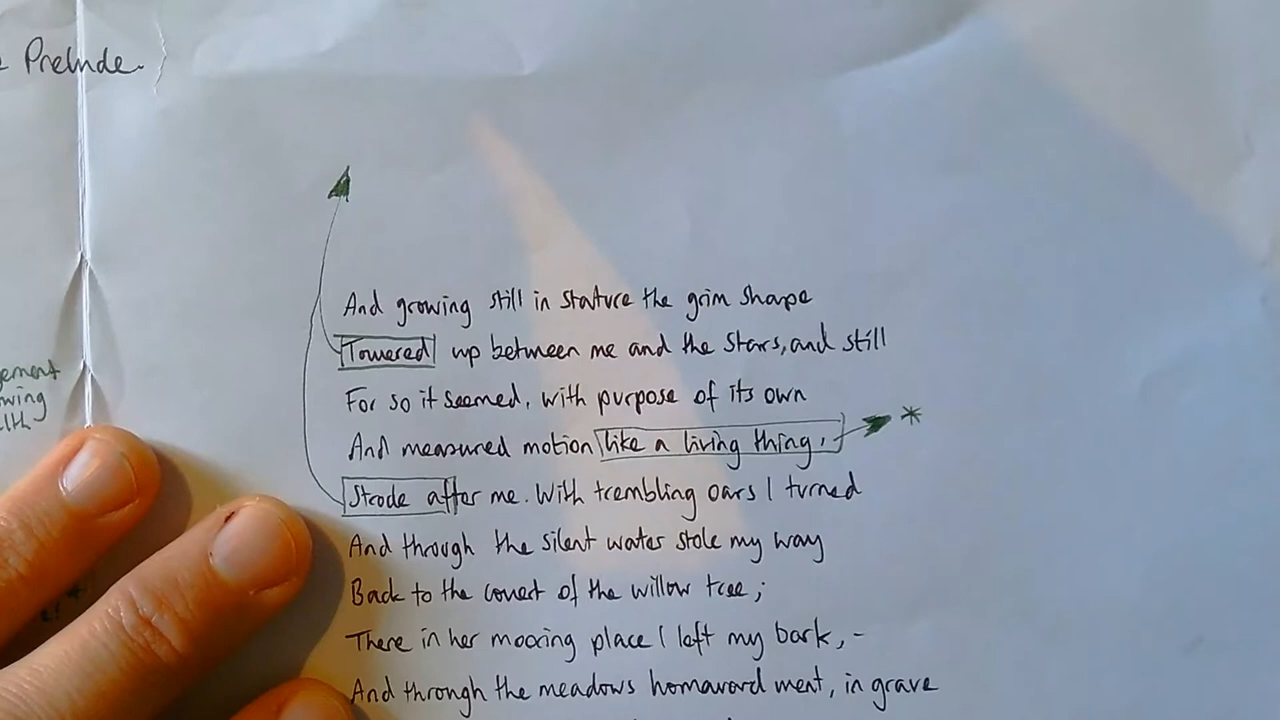 Prelude.
And growing still in stature the grim shape
Towered up between me and the stars, and still
For so it seemed, with purpose of its own
And measured motion like a living thing,
*
Strode after me. With trembling oars I turned
And through the silent water stole my way
Back to the covert of the willow tree;
There in her mooring place I left my bark, -
And through the meadows homeward went, in grave